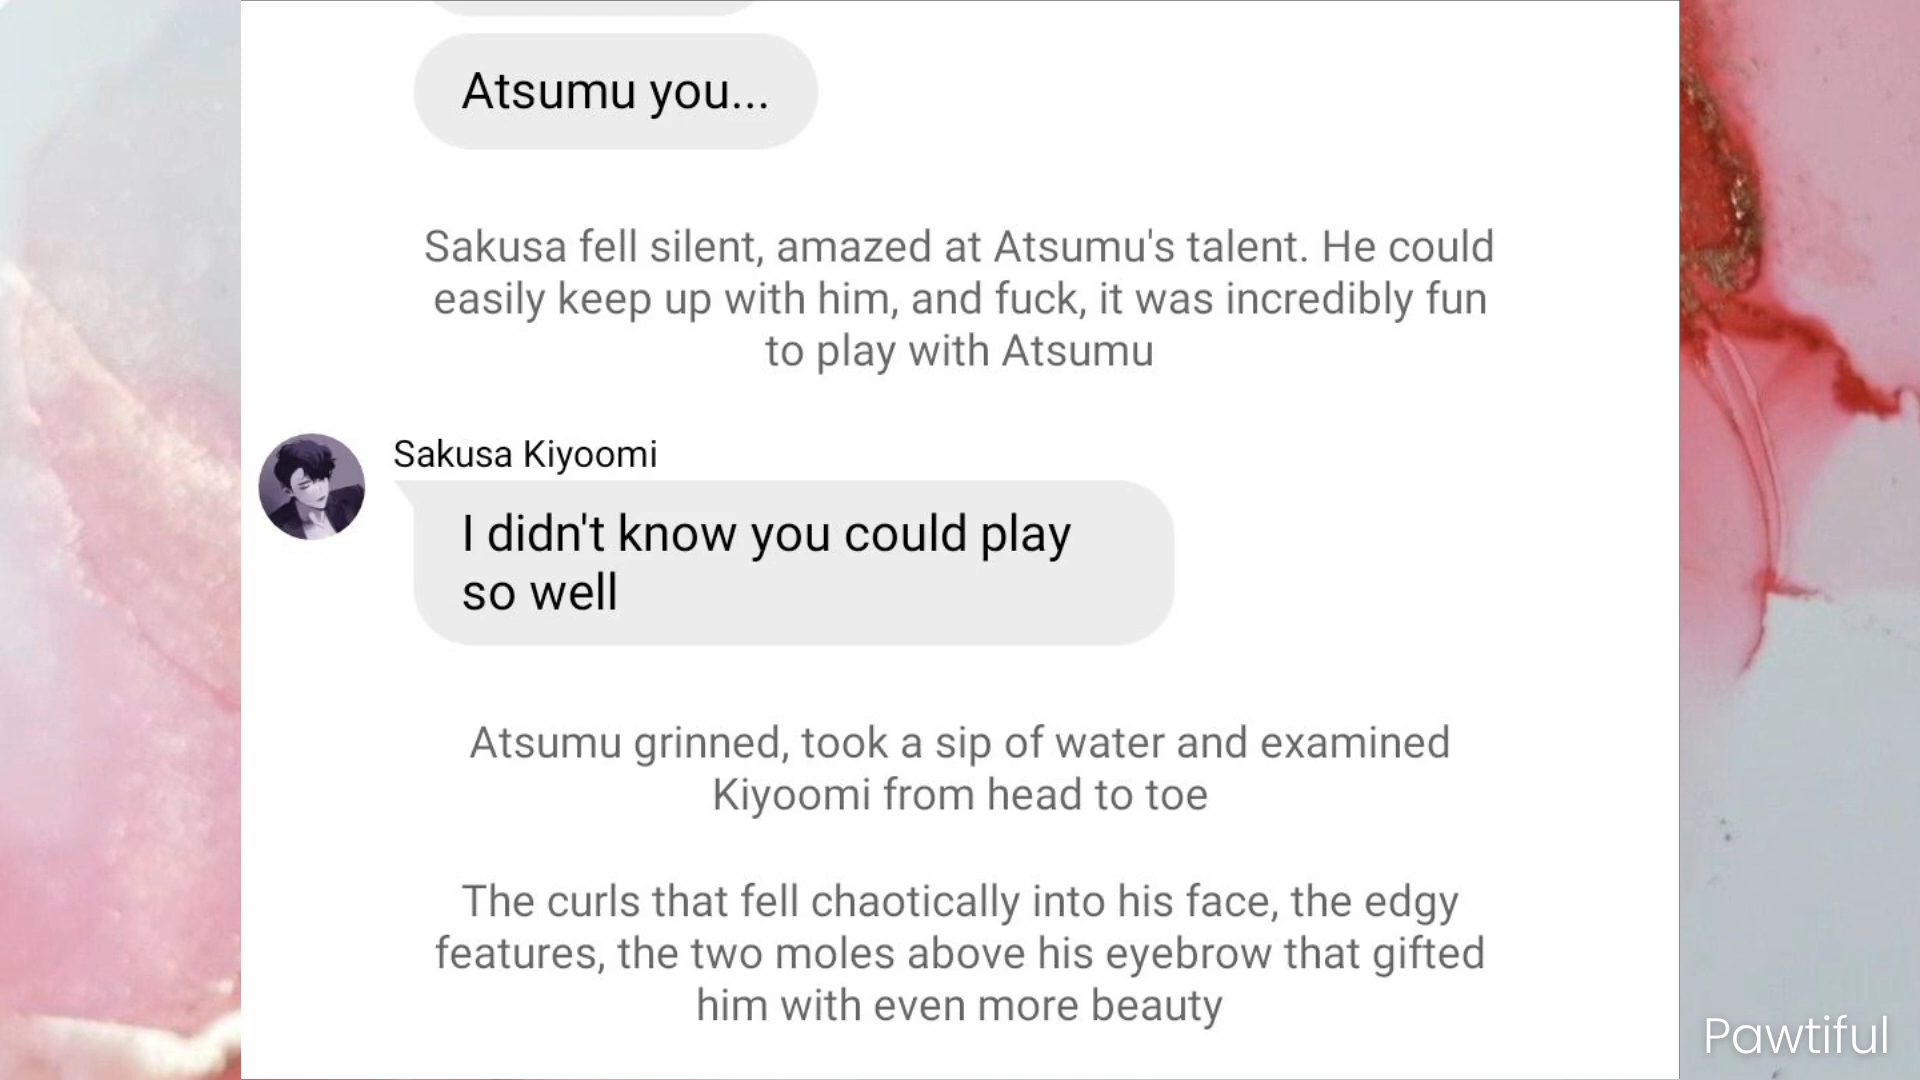 Atsumu you...
Sakusa fell silent, amazed at Atsumu's talent. He could
easily keep up with him, and fuck, it was incredibly fun
to play with Atsumu
Sakusa Kiyoomi
I didn't know you could play
so well
Atsumu grinned, took a sip of water and examined
Kiyoomi from head to toe
The curls that fell chaotically into his face, the edgy
features, the two moles above his eyebrow that gifted
him with even more beauty
Pawtiful